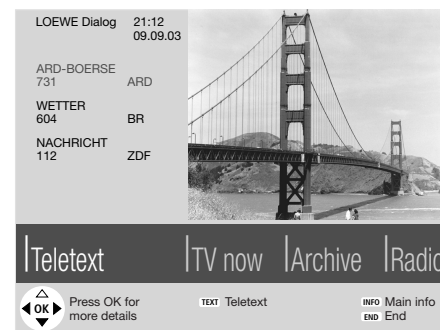 LOEWE Dialog 21:12
09.09.03
ARD-BOERSE
731 ARD
WETTER
604 BR
NACHRICHT
112 ZDF
Teletext TV now Archive Radio
OK Press OK for
more details
TEXT Teletext
INFO Main info
END End